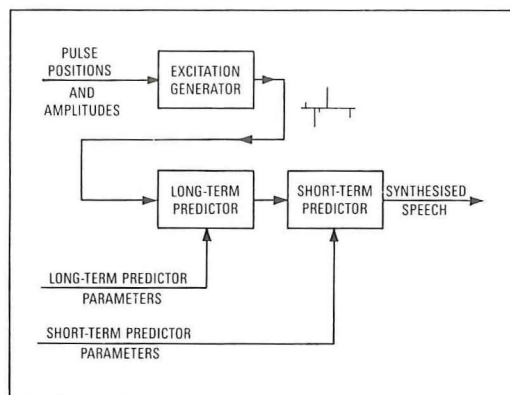 PULSE
POSITIONS
AND
AMPLITUDES
EXCITATION
GENERATOR
LONG-TERM
PREDICTOR
SHORT-TERM
PREDICTOR
SYNTHESISED
SPEECH
LONG-TERM PREDICTOR
PARAMETERS
SHORT-TERM PREDICTOR
PARAMETERS